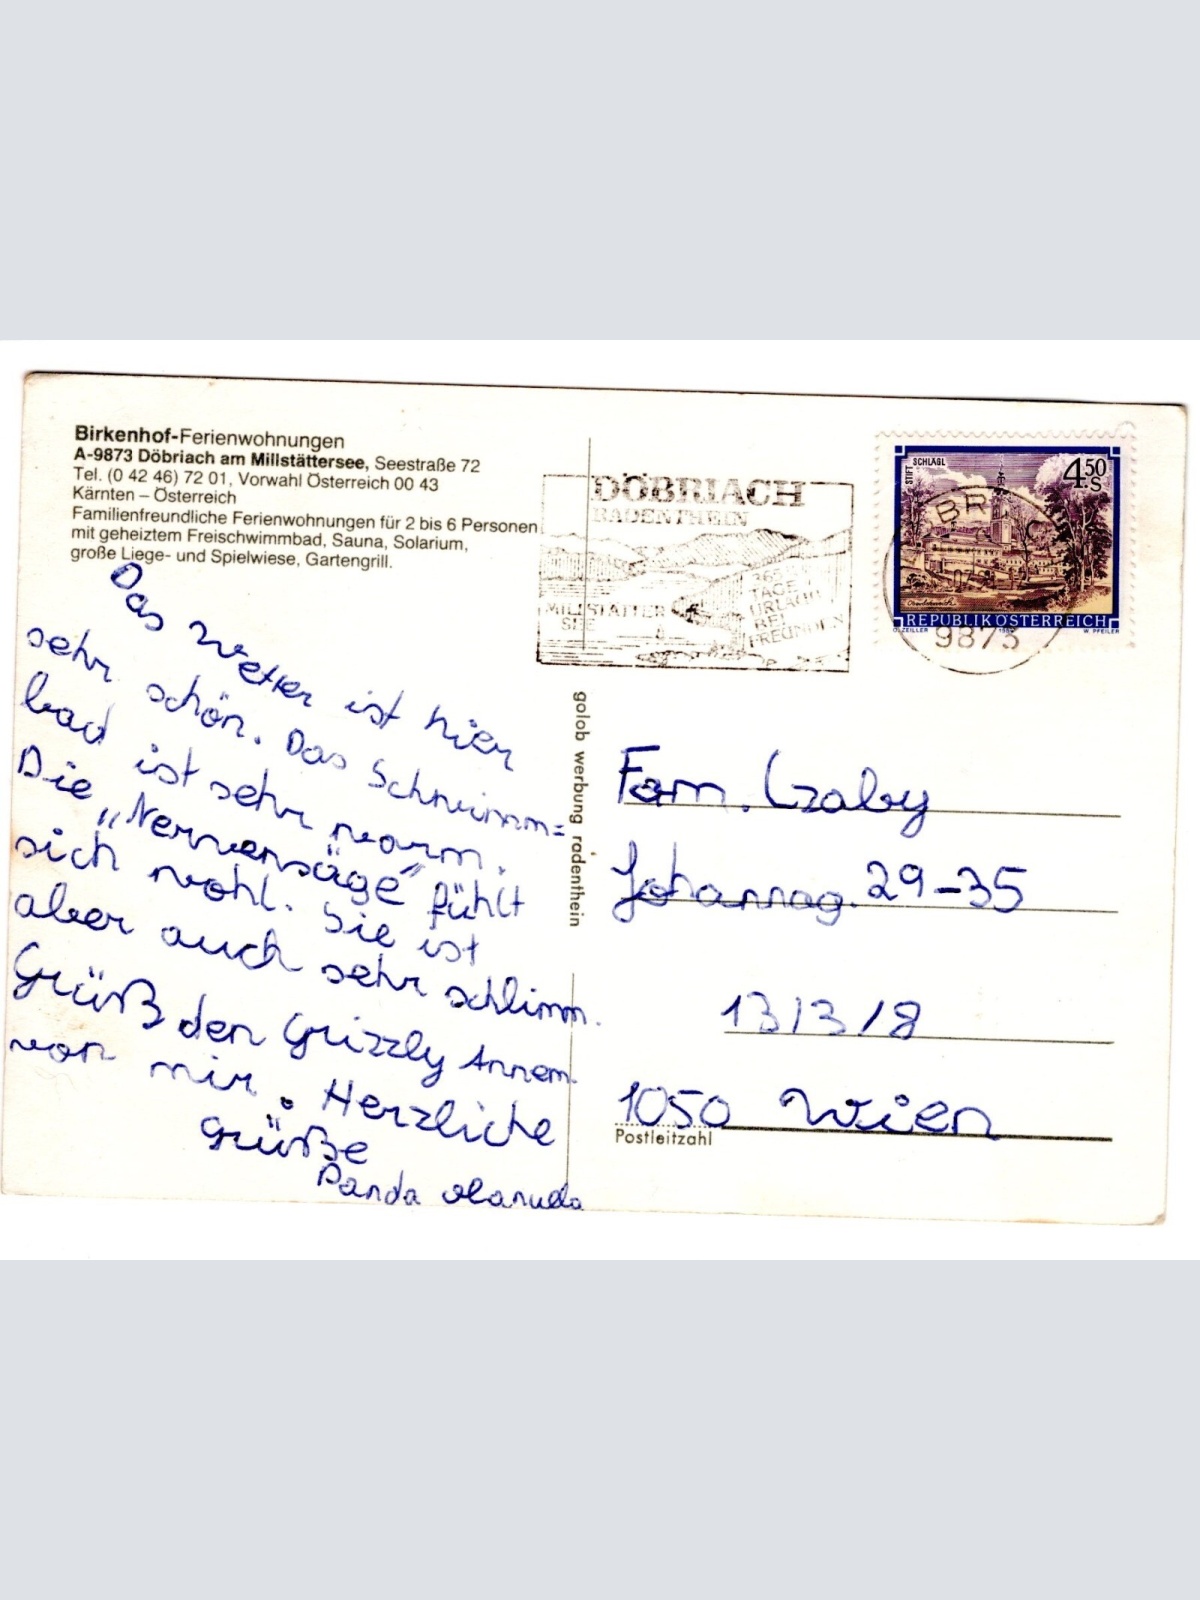 Birkenhof-Ferienwohnungen
A-9873 Döbriach am Millstättersee, Seestraße 72
Tel. (0 42 46) 72 01, Vorwahl Österreich 00 43
Kärnten – Österreich
Familienfreundliche Ferienwohnungen für 2 bis 6 Personen
mit geheiztem Freischwimmbad, Sauna, Solarium,
große Liege- und Spielwiese, Gartengrill.
Das Wetter ist hier
sehr schön. Das Schwimm=
bad ist sehr warm.
Die „Nervensäge" fühlt
sich wohl. Sie ist
aber auch sehr schlimm.
Grüß den Grizzly Annem.
von mir. Herzliche
Grüße
Panda
golob werbung radenthein
DÖBRIACH
RADENTHEIN
MILLSTÄTTER
SEE
365
TAGE
URLAUB
BEI
FREUNDEN
STIFT SCHLÄGL
4.50
S
REPUBLIK ÖSTERREICH
O. ZEILLER
W. PFEILER
9873
Fam. Czaby
Johannag. 29-35
13/3/8
1050 Wien
Postleitzahl